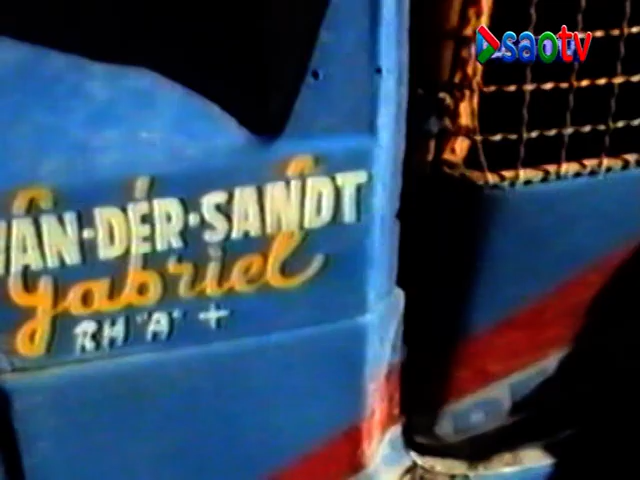 saotv
VAN-DER-SANDT
Gabriel
RH "A" +